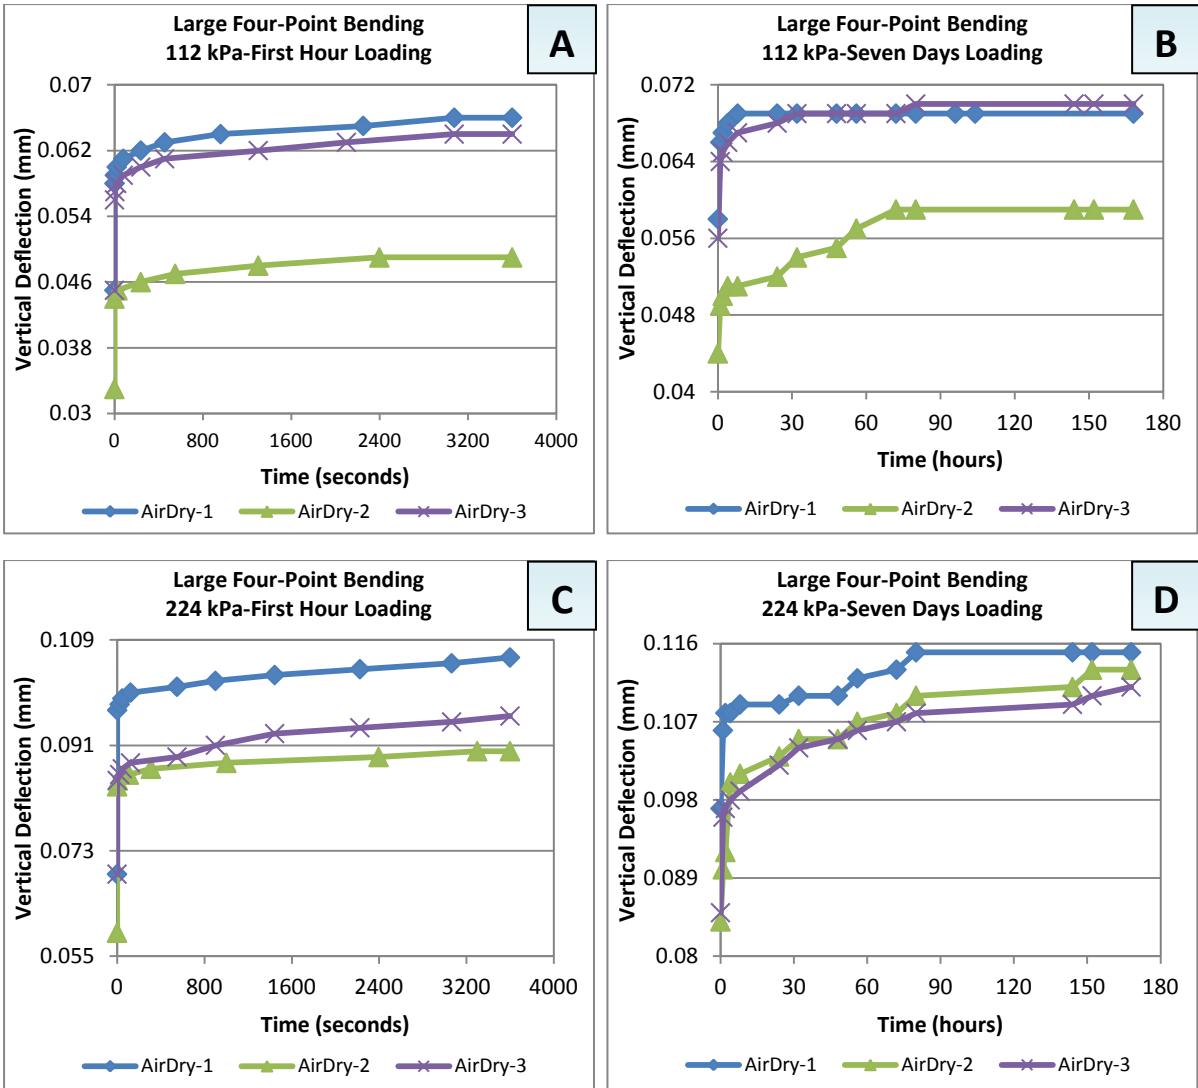 Large Four-Point Bending
112 kPa-First Hour Loading
A
Vertical Deflection (mm)
0.07
0.062
0.054
0.046
0.038
0.03
0 800 1600 2400 3200 4000
Time (seconds)
AirDry-1 AirDry-2 AirDry-3
Large Four-Point Bending
112 kPa-Seven Days Loading
B
Vertical Deflection (mm)
0.072
0.064
0.056
0.048
0.04
0 30 60 90 120 150 180
Time (hours)
AirDry-1 AirDry-2 AirDry-3
Large Four-Point Bending
224 kPa-First Hour Loading
C
Vertical Deflection (mm)
0.109
0.091
0.073
0.055
0 800 1600 2400 3200 4000
Time (seconds)
AirDry-1 AirDry-2 AirDry-3
Large Four-Point Bending
224 kPa-Seven Days Loading
D
Vertical Deflection (mm)
0.116
0.107
0.098
0.089
0.08
0 30 60 90 120 150 180
Time (hours)
AirDry-1 AirDry-2 AirDry-3